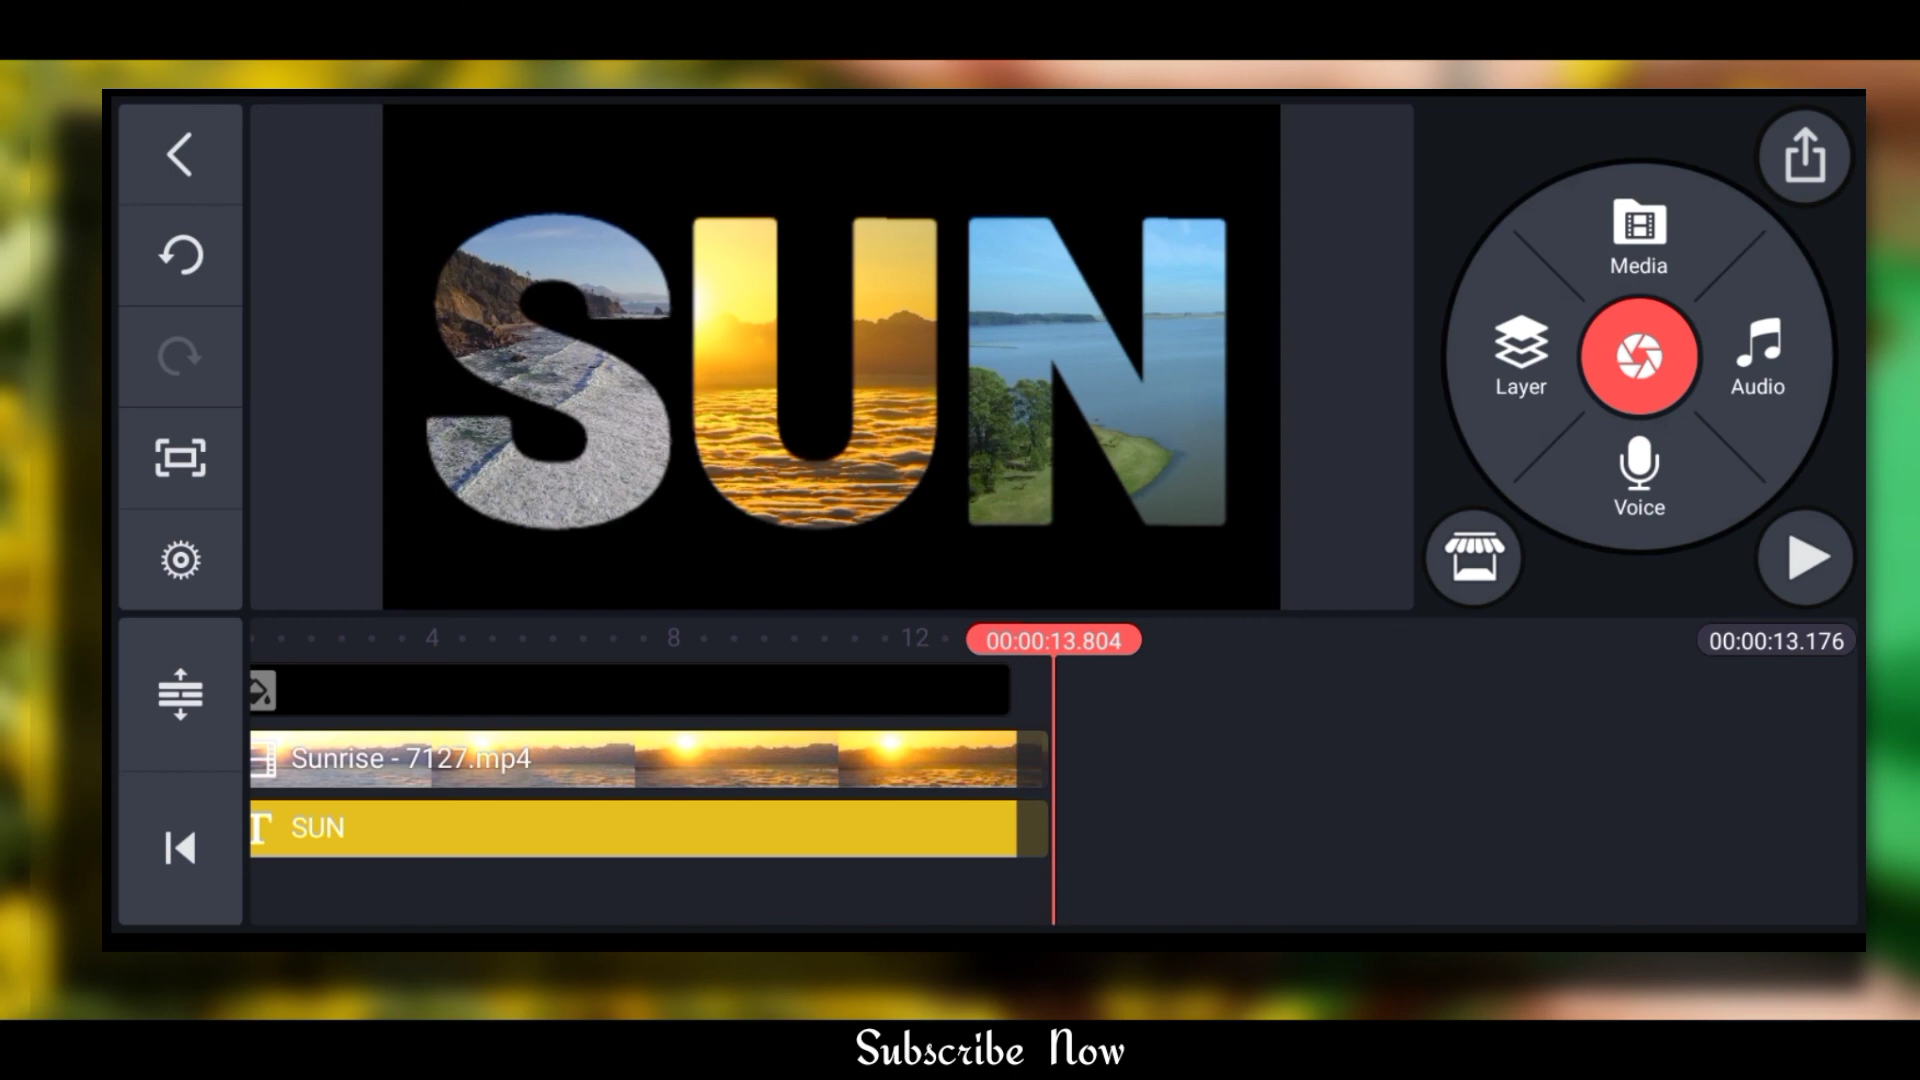 SUN
Media
Layer
Audio
Voice
4 8 12 00:00:13.804 00:00:13.176
Sunrise - 7127.mp4
T SUN
Subscribe Now